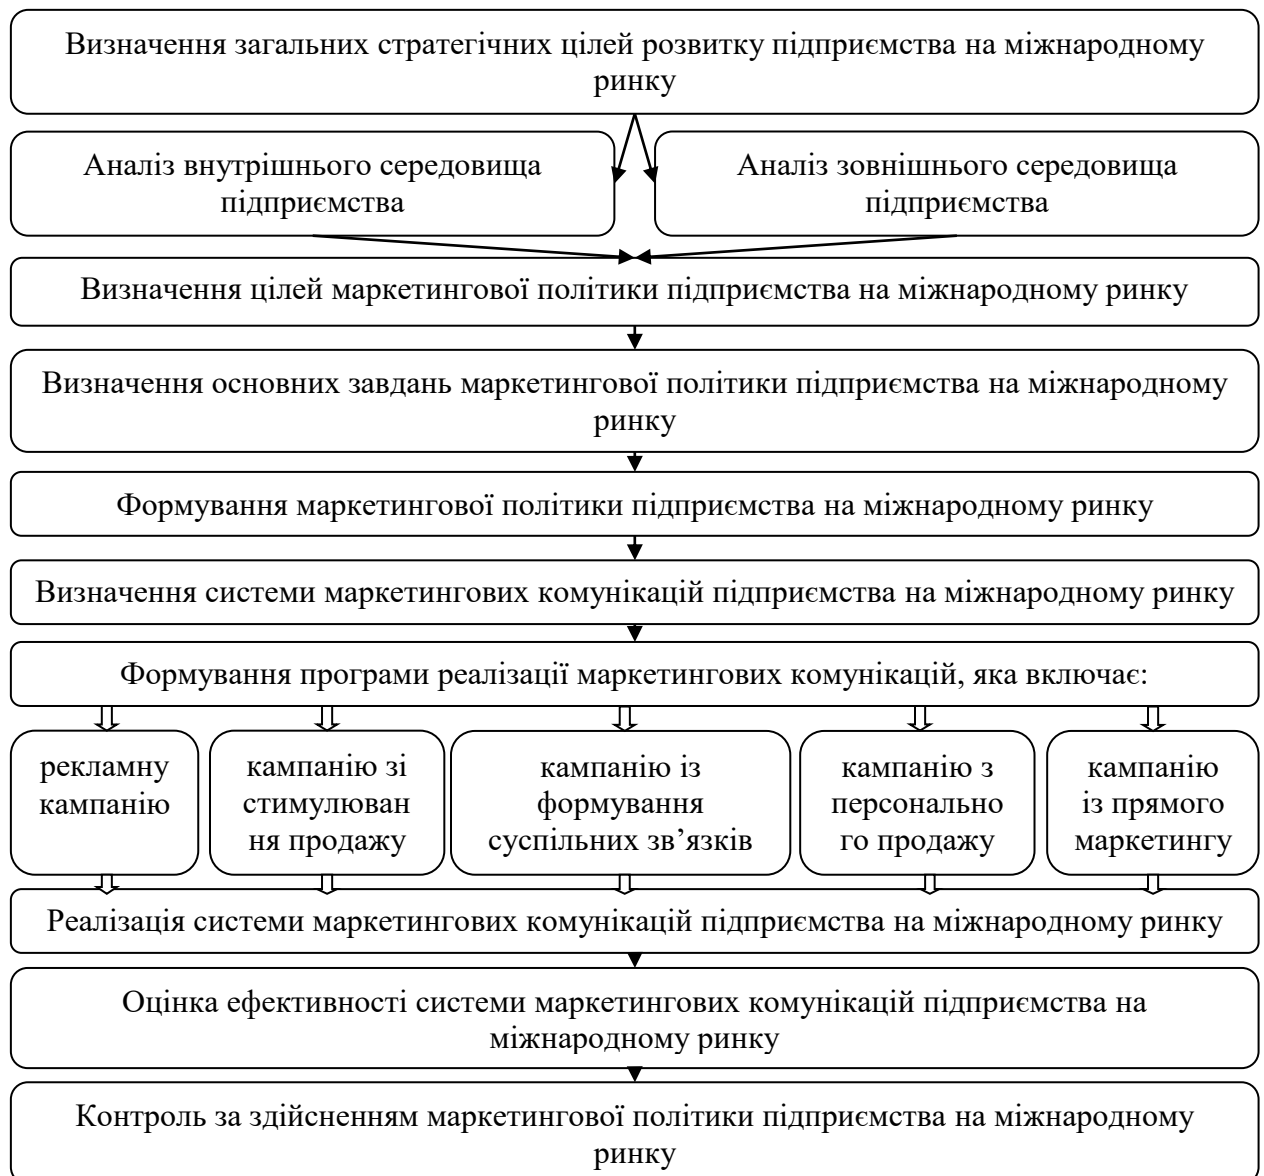 Визначення загальних стратегічних цілей розвитку підприємства на міжнародному
ринку
Аналіз внутрішнього середовища
підприємства
Аналіз зовнішнього середовища
підприємства
Визначення цілей маркетингової політики підприємства на міжнародному ринку
Визначення основних завдань маркетингової політики підприємства на міжнародному
ринку
Формування маркетингової політики підприємства на міжнародному ринку
Визначення системи маркетингових комунікацій підприємства на міжнародному ринку
Формування програми реалізації маркетингових комунікацій, яка включає:
рекламну
кампанію
кампанію зі
стимулюван
ня продажу
кампанію із
формування
суспільних зв’язків
кампанію з
персонально
го продажу
кампанію
із прямого
маркетингу
Реалізація системи маркетингових комунікацій підприємства на міжнародному ринку
Оцінка ефективності системи маркетингових комунікацій підприємства на
міжнародному ринку
Контроль за здійсненням маркетингової політики підприємства на міжнародному
ринку